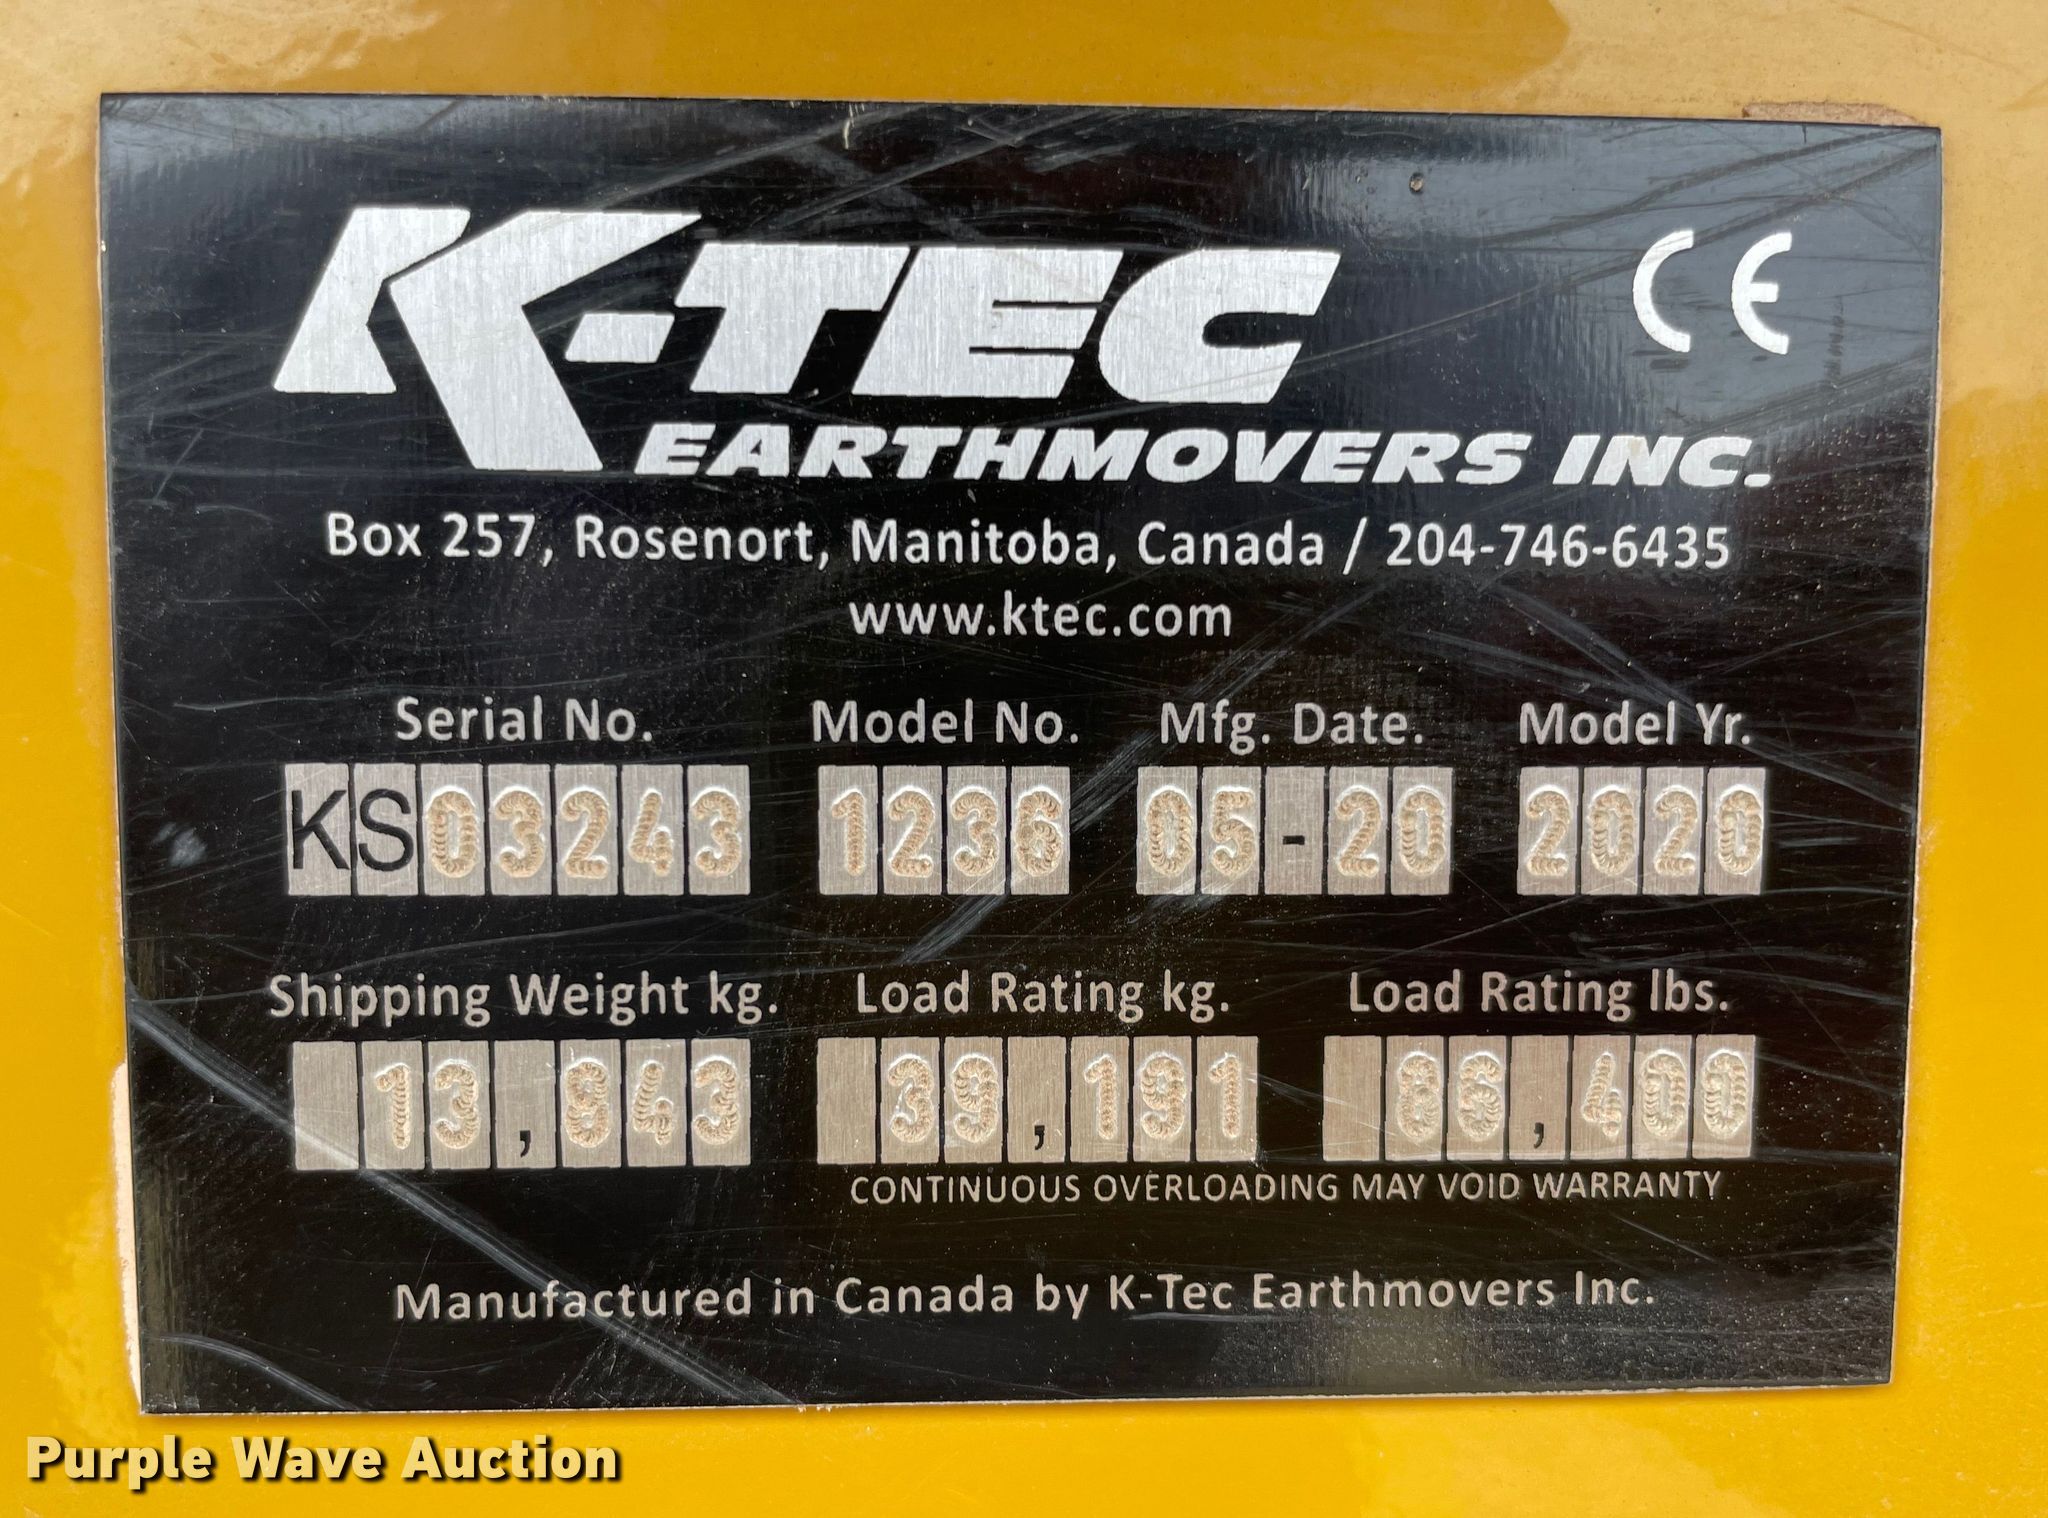 K-TEC
EARTHMOVERS INC.
CE
Box 257, Rosenort, Manitoba, Canada / 204-746-6435
www.ktec.com
Serial No. Model No. Mfg. Date. Model Yr.
KS03243 1236 05-20 2020
Shipping Weight kg. Load Rating kg. Load Rating lbs.
13,843 39,191 86,400
CONTINUOUS OVERLOADING MAY VOID WARRANTY
Manufactured in Canada by K-Tec Earthmovers Inc.
Purple Wave Auction